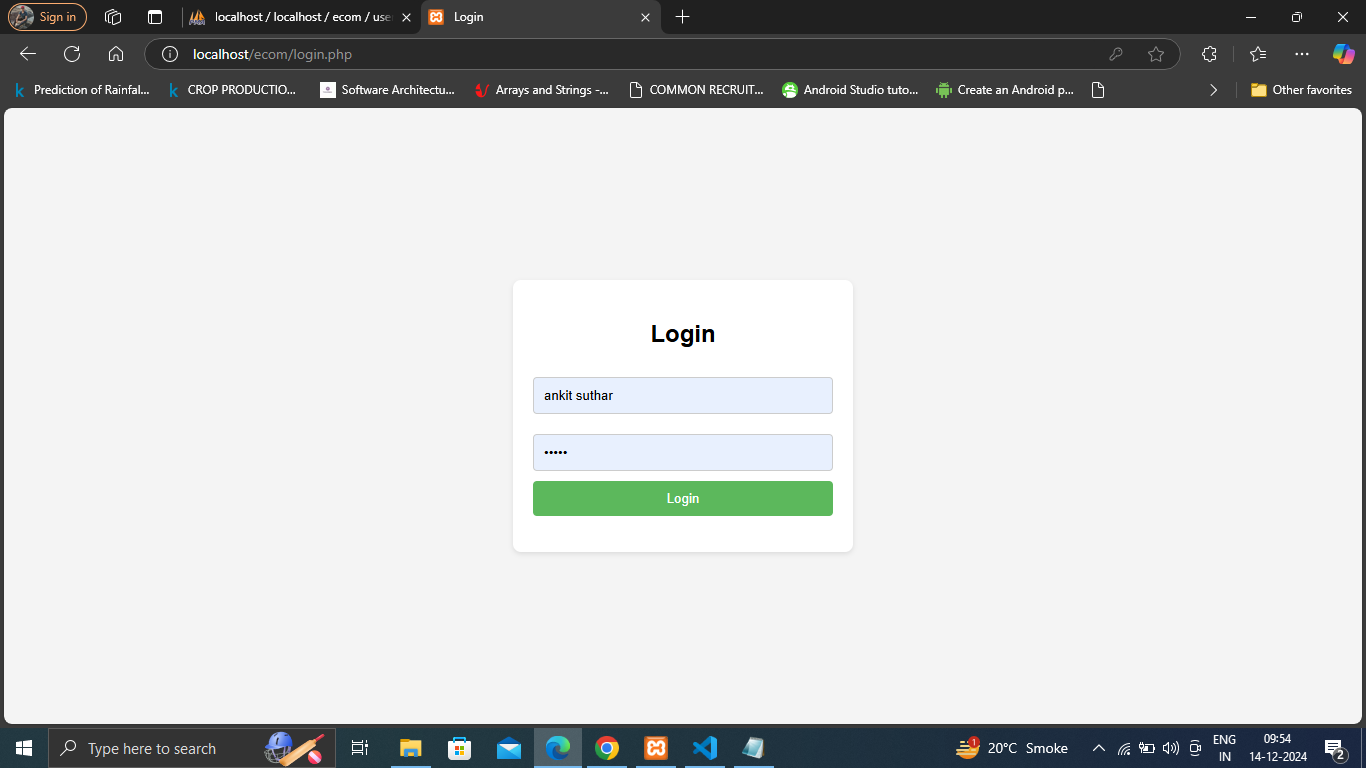 Sign in
localhost / localhost / ecom / use
Login
localhost/ecom/login.php
Prediction of Rainfal...
CROP PRODUCTIO...
Software Architectu...
Arrays and Strings -...
COMMON RECRUIT...
Android Studio tuto...
Create an Android p...
Other favorites
Login
ankit suthar
•••••
Login
Type here to search
20°C Smoke
ENG
IN
09:54
14-12-2024
1
2